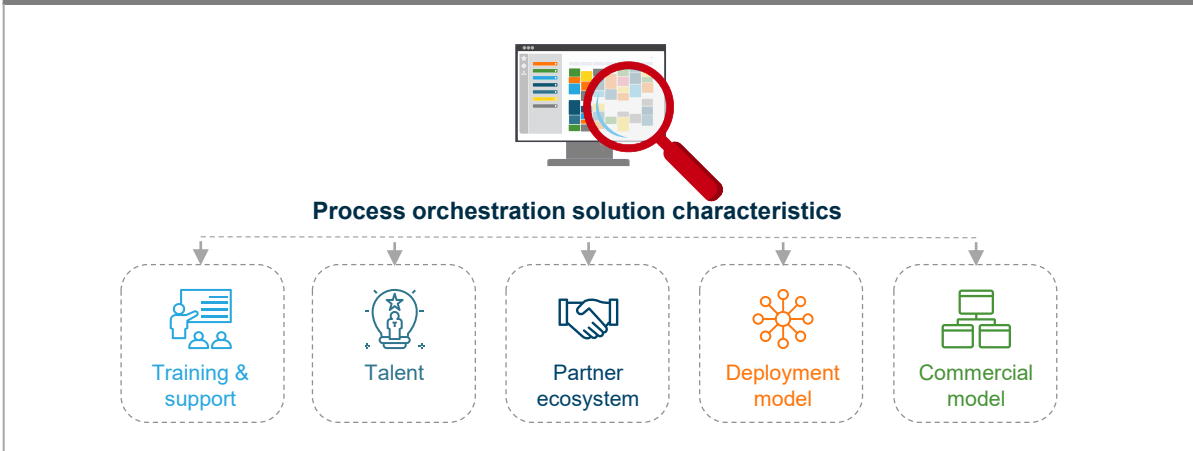 Process orchestration solution characteristics
Training &
support
Talent
Partner
ecosystem
Deployment
model
Commercial
model